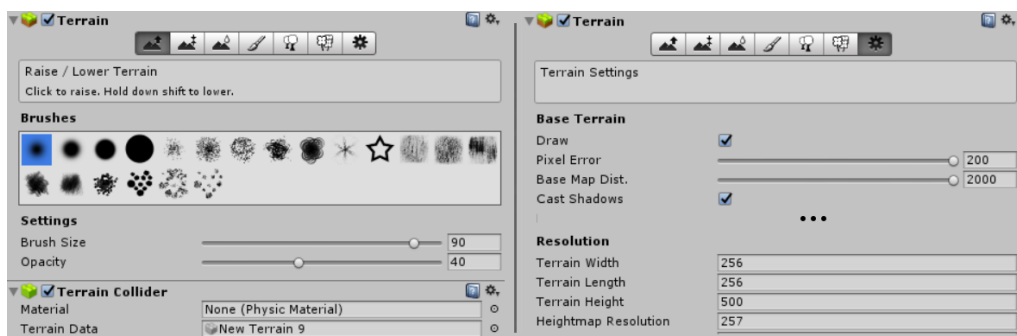 Terrain
Raise / Lower Terrain
Click to raise. Hold down shift to lower.
Brushes
Settings
Brush Size 90
Opacity 40
Terrain Collider
Material None (Physic Material)
Terrain Data New Terrain 9
Terrain
Terrain Settings
Base Terrain
Draw
Pixel Error 200
Base Map Dist. 2000
Cast Shadows
Resolution
Terrain Width 256
Terrain Length 256
Terrain Height 500
Heightmap Resolution 257